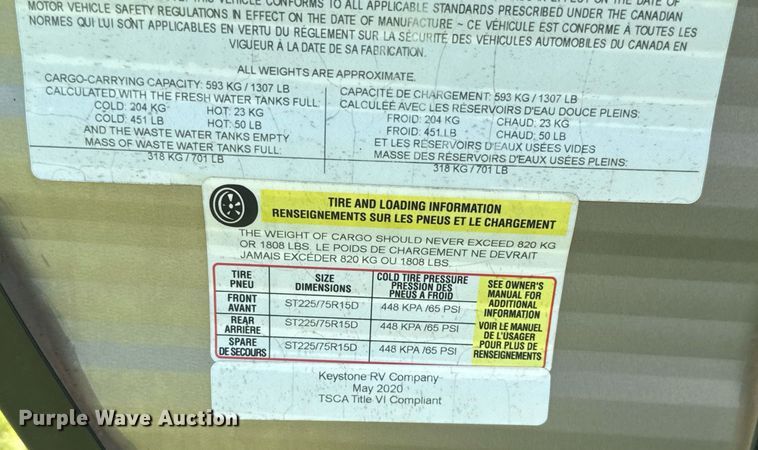 MOTOR VEHICLE SAFETY REGULATIONS IN EFFECT ON THE DATE OF MANUFACTURE ~ CE VÉHICULE EST CONFORME À TOUTES LES
NORMES QUI LUI SONT APPLICABLES EN VERTU DU RÈGLEMENT SUR LA SÉCURITÉ DES VÉHICULES AUTOMOBILES DU CANADA EN
VIGUEUR À LA DATE DE SA FABRICATION.
ALL WEIGHTS ARE APPROXIMATE.
CARGO-CARRYING CAPACITY: 593 KG / 1307 LB
CALCULATED WITH THE FRESH WATER TANKS FULL:
COLD: 204 KG HOT: 23 KG
COLD: 451 LB HOT: 50 LB
AND THE WASTE WATER TANKS EMPTY
MASS OF WASTE WATER TANKS FULL:
318 KG / 701 LB
CAPACITÉ DE CHARGEMENT: 593 KG / 1307 LB
CALCULÉE AVEC LES RÉSERVOIRS D'EAU DOUCE PLEINS:
FROID: 204 KG CHAUD: 23 KG
FROID: 451 LB CHAUD: 50 LB
ET LES RÉSERVOIRS D'EAUX USÉES VIDES
MASSE DES RÉSERVOIRS D'EAUX USÉES PLEINS:
318 KG / 701 LB
TIRE AND LOADING INFORMATION
RENSEIGNEMENTS SUR LES PNEUS ET LE CHARGEMENT
THE WEIGHT OF CARGO SHOULD NEVER EXCEED 820 KG
OR 1808 LBS. LE POIDS DE CHARGEMENT NE DEVRAIT
JAMAIS EXCÉDER 820 KG OU 1808 LBS.
TIRE
PNEU
SIZE
DIMENSIONS
COLD TIRE PRESSURE
PRESSION DES
PNEUS A FROID
FRONT
AVANT
ST225/75R15D
448 KPA /65 PSI
REAR
ARRIÈRE
ST225/75R15D
448 KPA /65 PSI
SPARE
DE SECOURS
ST225/75R15D
448 KPA /65 PSI
SEE OWNER'S
MANUAL FOR
ADDITIONAL
INFORMATION
VOIR LE MANUEL
DE L'USAGER
POUR PLUS DE
RENSEIGNEMENTS
Keystone RV Company
May 2020
TSCA Title VI Compliant
Purple Wave Auction